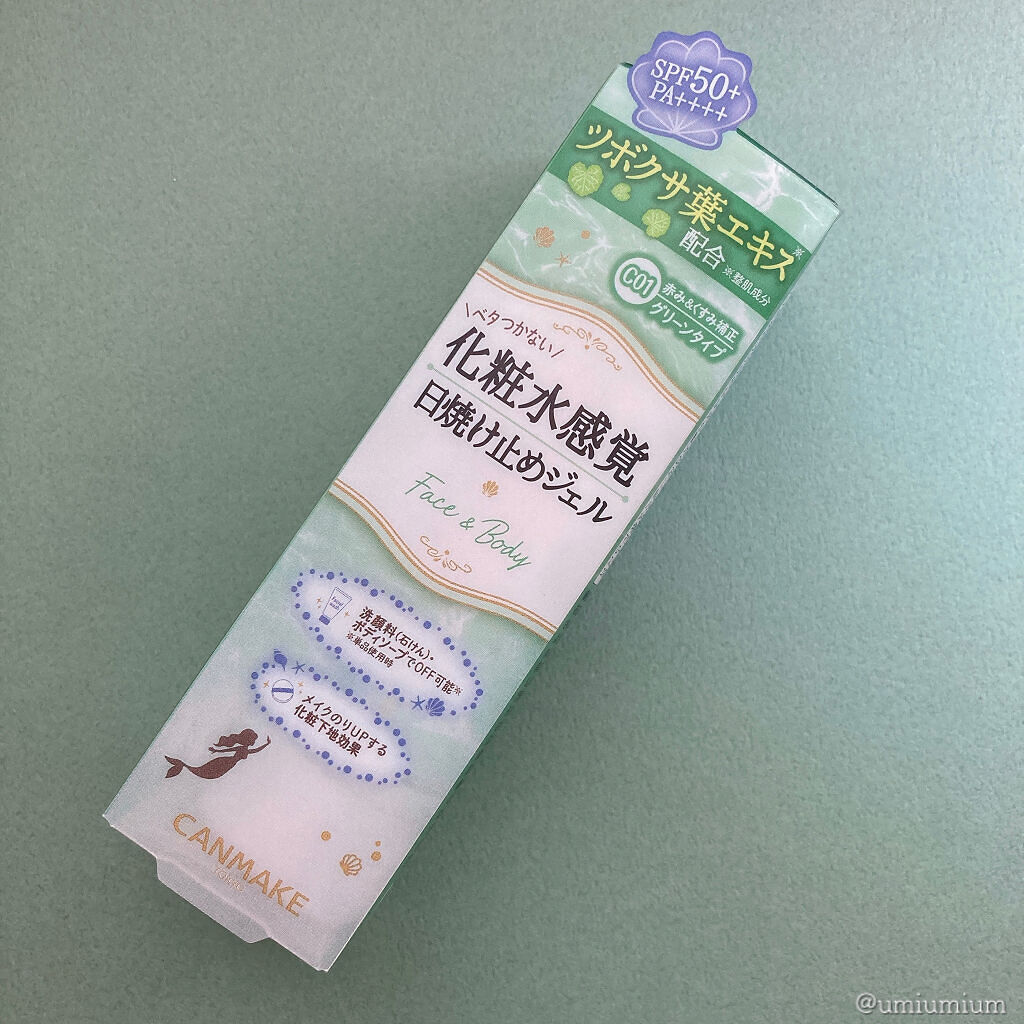 SPF50+
PA++++
ツボクサ葉エキス※
配合 ※整肌成分
C01
赤み&くすみ補正
グリーンタイプ
\ベタつかない/
化粧水感覚
日焼け止めジェル
Face & Body
Facial
wash
洗顔料(石けん)・
ボディソープでOFF可能※
※単品使用時
メイクのりUPする
化粧下地効果
CANMAKE
TOKYO
@umiumium